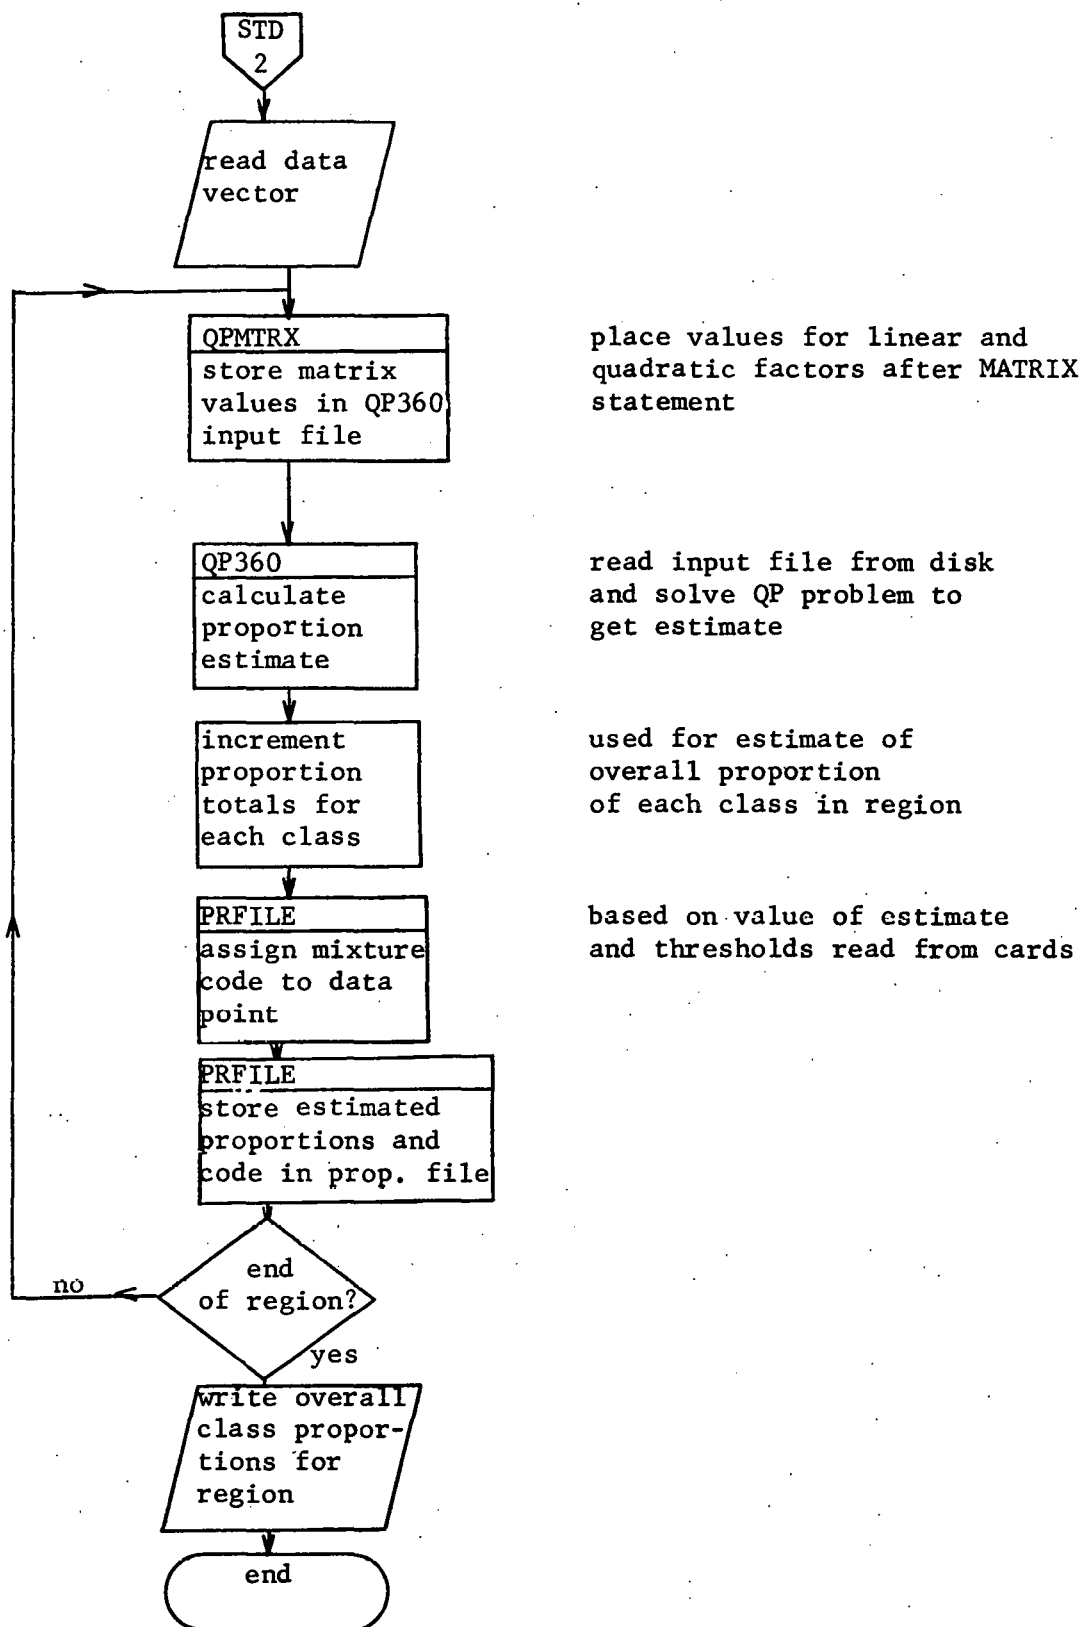 STD
2
read data
vector
QPMTRX
store matrix
values in QP360
input file
place values for linear and
quadratic factors after MATRIX
statement
QP360
calculate
proportion
estimate
read input file from disk
and solve QP problem to
get estimate
increment
proportion
totals for
each class
used for estimate of
overall proportion
of each class in region
PRFILE
assign mixture
code to data
point
based on value of estimate
and thresholds read from cards
PRFILE
store estimated
proportions and
code in prop. file
end
of region?
no
yes
write overall
class propor-
tions for
region
end